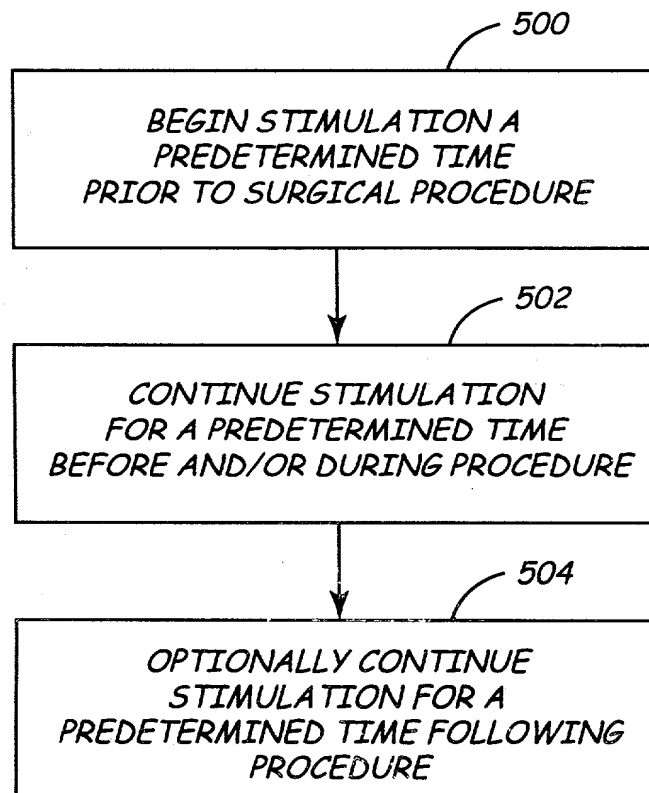 500
BEGIN STIMULATION A
PREDETERMINED TIME
PRIOR TO SURGICAL PROCEDURE
502
CONTINUE STIMULATION
FOR A PREDETERMINED TIME
BEFORE AND/OR DURING PROCEDURE
504
OPTIONALLY CONTINUE
STIMULATION FOR A
PREDETERMINED TIME FOLLOWING
PROCEDURE